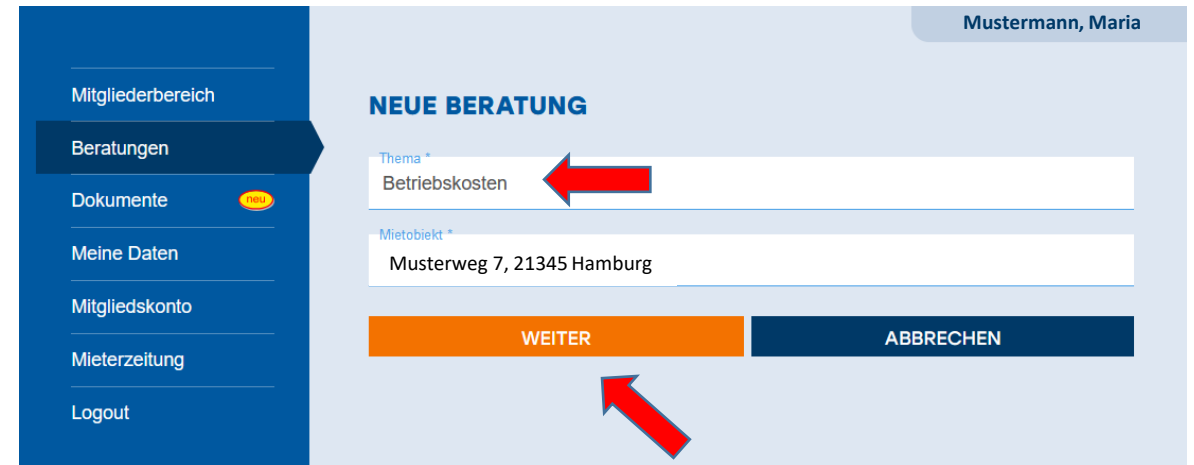 Mustermann, Maria
Mitgliederbereich
Beratungen
Dokumente neu
Meine Daten
Mitgliedskonto
Mieterzeitung
Logout
NEUE BERATUNG
Thema *
Betriebskosten
Mietobjekt *
Musterweg 7, 21345 Hamburg
WEITER ABBRECHEN